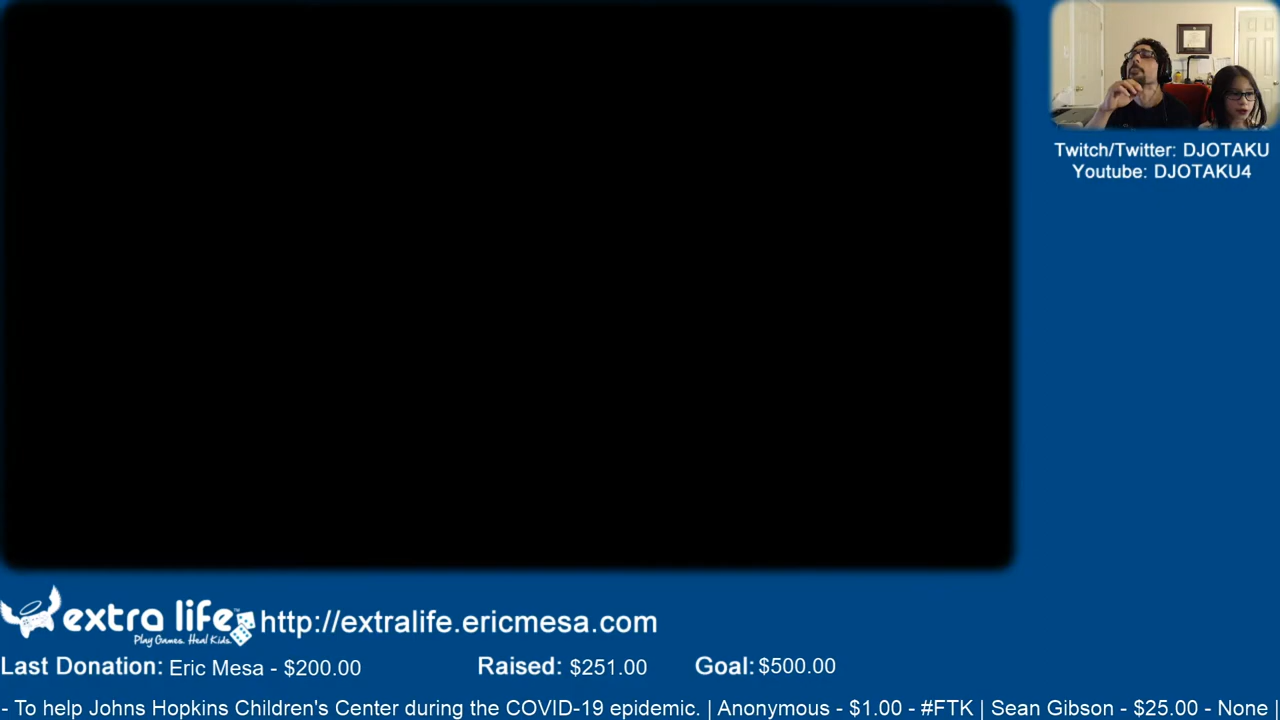 Twitch/Twitter: DJOTAKU
Youtube: DJOTAKU4
extra life
Play Games. Heal Kids.
http://extralife.ericmesa.com
Last Donation: Eric Mesa - $200.00 Raised: $251.00 Goal: $500.00
- To help Johns Hopkins Children's Center during the COVID-19 epidemic. | Anonymous - $1.00 - #FTK | Sean Gibson - $25.00 - None |